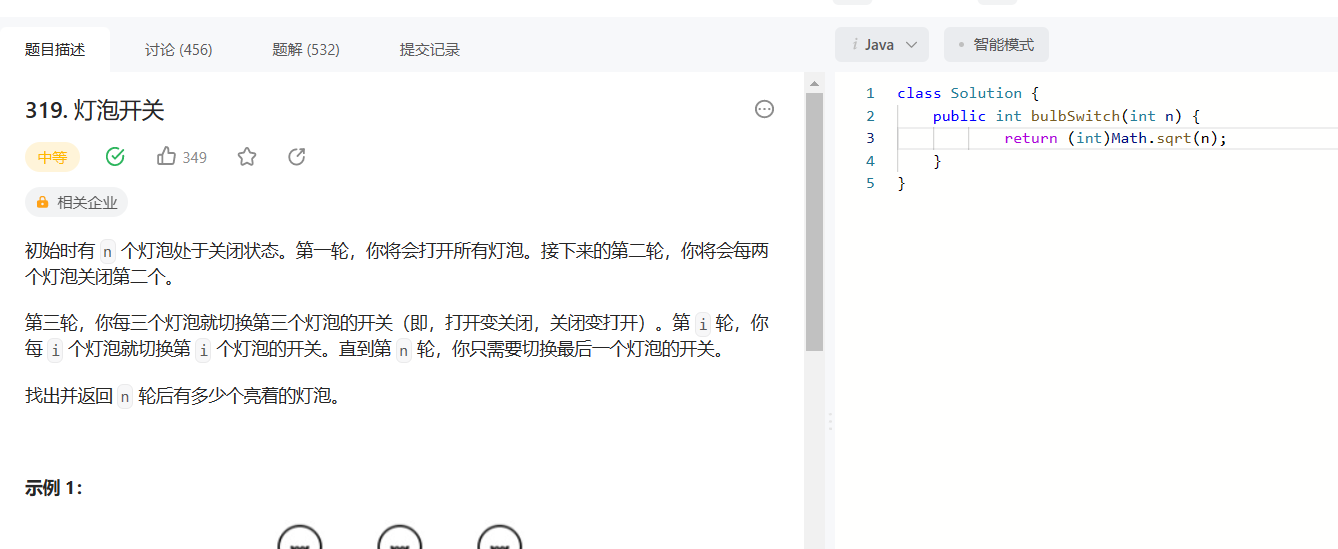 题目描述 讨论 (456) 题解 (532) 提交记录
319. 灯泡开关
中等 349
相关企业
初始时有 n 个灯泡处于关闭状态。第一轮，你将会打开所有灯泡。接下来的第二轮，你将会每两
个灯泡关闭第二个。
第三轮，你每三个灯泡就切换第三个灯泡的开关（即，打开变关闭，关闭变打开）。第 i 轮，你
每 i 个灯泡就切换第 i 个灯泡的开关。直到第 n 轮，你只需要切换最后一个灯泡的开关。
找出并返回 n 轮后有多少个亮着的灯泡。
示例 1：
i Java 智能模式
1 class Solution {
2 public int bulbSwitch(int n) {
3 return (int)Math.sqrt(n);
4 }
5 }